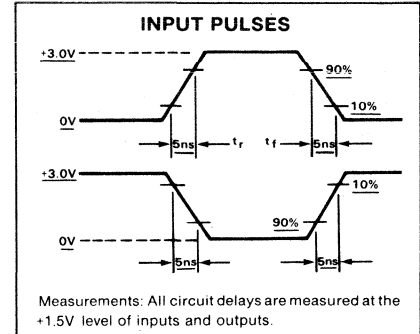 INPUT PULSES
+3.0V
90%
10%
0V
5ns
tr
tf
5ns
+3.0V
10%
90%
0V
5ns
5ns
Measurements: All circuit delays are measured at the
+1.5V level of inputs and outputs.